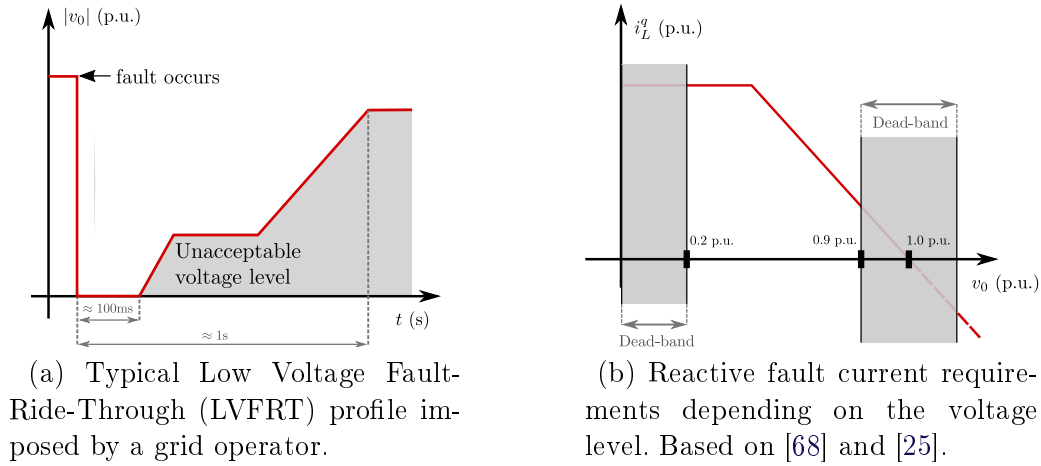 |v₀| (p.u.)
fault occurs
Unacceptable
voltage level
≈ 100ms
t (s)
≈ 1s
(a) Typical Low Voltage Fault-
Ride-Through (LVFRT) profile im-
posed by a grid operator.
i_L^q (p.u.)
Dead-band
0.2 p.u.
0.9 p.u.
1.0 p.u.
v₀ (p.u.)
Dead-band
(b) Reactive fault current require-
ments depending on the voltage
level. Based on [68] and [25].